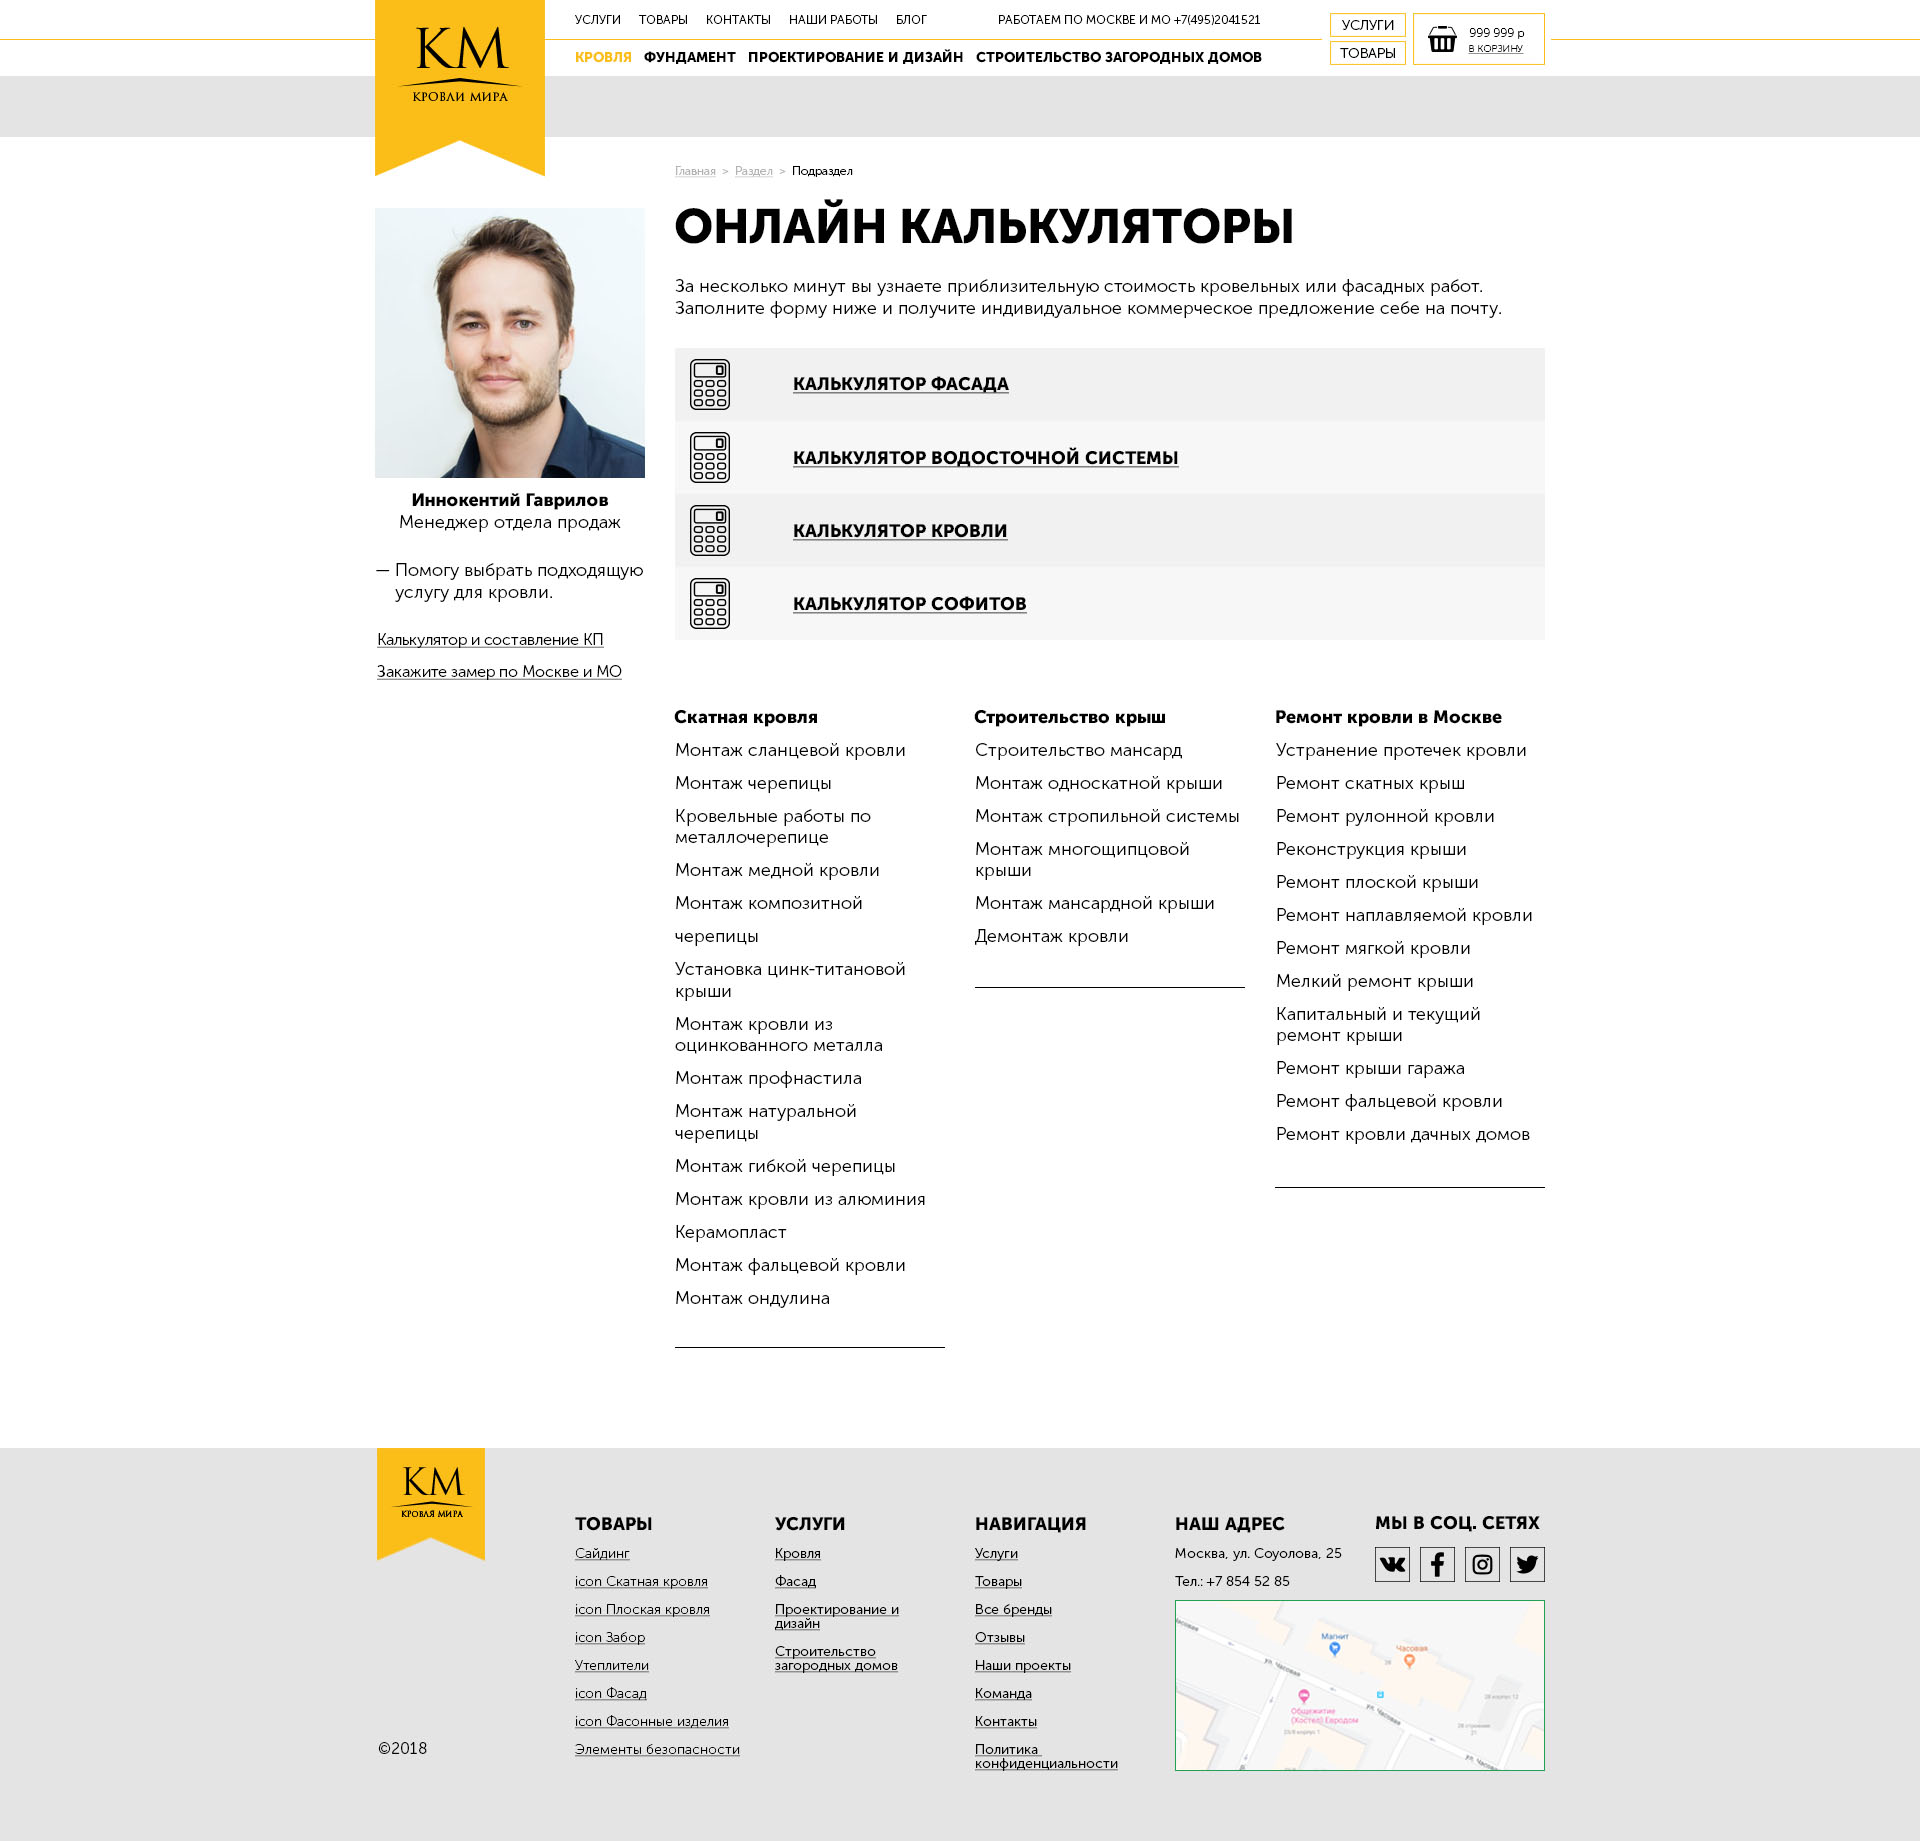 КМ
КРОВЛИ МИРА
УСЛУГИ ТОВАРЫ КОНТАКТЫ НАШИ РАБОТЫ БЛОГ РАБОТАЕМ ПО МОСКВЕ И МО +7(495)2041521
КРОВЛЯ ФУНДАМЕНТ ПРОЕКТИРОВАНИЕ И ДИЗАЙН СТРОИТЕЛЬСТВО ЗАГОРОДНЫХ ДОМОВ
УСЛУГИ
ТОВАРЫ
999 999 р
В КОРЗИНУ
Главная > Раздел > Подраздел
ОНЛАЙН КАЛЬКУЛЯТОРЫ
За несколько минут вы узнаете приблизительную стоимость кровельных или фасадных работ.
Заполните форму ниже и получите индивидуальное коммерческое предложение себе на почту.
КАЛЬКУЛЯТОР ФАСАДА
КАЛЬКУЛЯТОР ВОДОСТОЧНОЙ СИСТЕМЫ
КАЛЬКУЛЯТОР КРОВЛИ
КАЛЬКУЛЯТОР СОФИТОВ
Иннокентий Гаврилов
Менеджер отдела продаж
— Помогу выбрать подходящую
услугу для кровли.
Калькулятор и составление КП
Закажите замер по Москве и МО
Скатная кровля
Монтаж сланцевой кровли
Монтаж черепицы
Кровельные работы по
металлочерепице
Монтаж медной кровли
Монтаж композитной
черепицы
Установка цинк-титановой
крыши
Монтаж кровли из
оцинкованного металла
Монтаж профнастила
Монтаж натуральной
черепицы
Монтаж гибкой черепицы
Монтаж кровли из алюминия
Керамопласт
Монтаж фальцевой кровли
Монтаж ондулина
Строительство крыш
Строительство мансард
Монтаж односкатной крыши
Монтаж стропильной системы
Монтаж многощипцовой
крыши
Монтаж мансардной крыши
Демонтаж кровли
Ремонт кровли в Москве
Устранение протечек кровли
Ремонт скатных крыш
Ремонт рулонной кровли
Реконструкция крыши
Ремонт плоской крыши
Ремонт наплавляемой кровли
Ремонт мягкой кровли
Мелкий ремонт крыши
Капитальный и текущий
ремонт крыши
Ремонт крыши гаража
Ремонт фальцевой кровли
Ремонт кровли дачных домов
КМ
КРОВЛЯ МИРА
©2018
ТОВАРЫ
Сайдинг
icon Скатная кровля
icon Плоская кровля
icon Забор
Утеплители
icon Фасад
icon Фасонные изделия
Элементы безопасности
УСЛУГИ
Кровля
Фасад
Проектирование и
дизайн
Строительство
загородных домов
НАВИГАЦИЯ
Услуги
Товары
Все бренды
Отзывы
Наши проекты
Команда
Контакты
Политика
конфиденциальности
НАШ АДРЕС
Москва, ул. Соуолова, 25
Тел.: +7 854 52 85
МЫ В СОЦ. СЕТЯХ
Часовая
Магнит
Часовая
ул. Часовая
Общежитие
(Хостел) Евродом
ул. Часовая
ул. Часовая